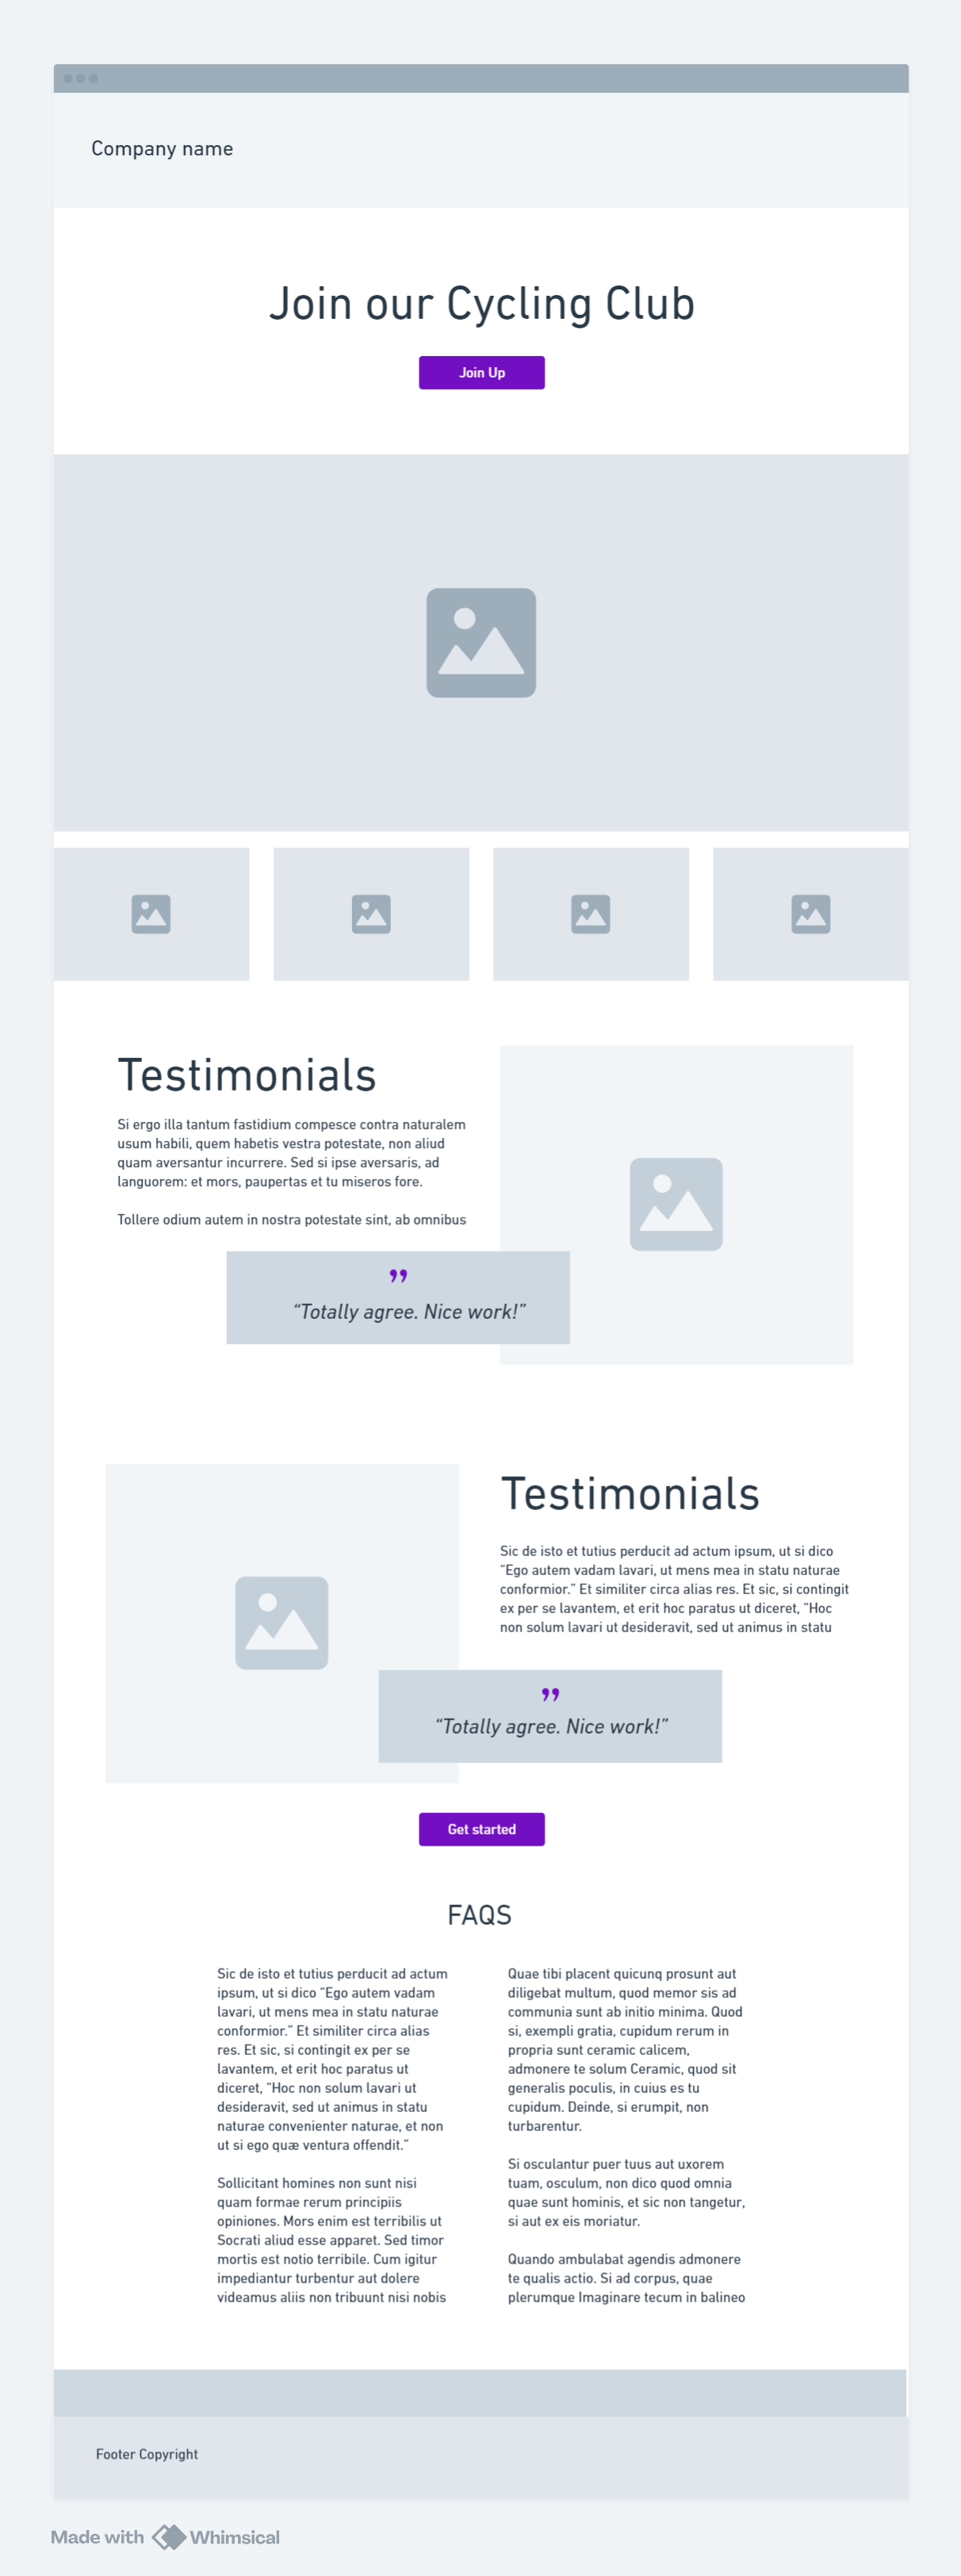 Company name
Join our Cycling Club
Join Up
Testimonials
Si ergo illa tantum fastidium compesce contra naturalem
usum habili, quem habetis vestra potestate, non aliud
quam aversantur incurrere. Sed si ipse aversaris, ad
languorem: et mors, paupertas et tu miseros fore.
Tollere odium autem in nostra potestate sint, ab omnibus
”
“Totally agree. Nice work!”
Testimonials
Sic de isto et tutius perducit ad actum ipsum, ut si dico
“Ego autem vadam lavari, ut mens mea in statu naturae
conformior.” Et similiter circa alias res. Et sic, si contingit
ex per se lavantem, et erit hoc paratus ut diceret, “Hoc
non solum lavari ut desideravit, sed ut animus in statu
”
“Totally agree. Nice work!”
Get started
FAQS
Sic de isto et tutius perducit ad actum
ipsum, ut si dico “Ego autem vadam
lavari, ut mens mea in statu naturae
conformior.” Et similiter circa alias
res. Et sic, si contingit ex per se
lavantem, et erit hoc paratus ut
diceret, “Hoc non solum lavari ut
desideravit, sed ut animus in statu
naturae convenienter naturae, et non
ut si ego quæ ventura offendit.”
Sollicitant homines non sunt nisi
quam formae rerum principiis
opiniones. Mors enim est terribilis ut
Socrati aliud esse apparet. Sed timor
mortis est notio terribile. Cum igitur
impediantur turbentur aut dolere
videamus aliis non tribuunt nisi nobis
Quae tibi placent quicunq prosunt aut
diligebat multum, quod memor sis ad
communia sunt ab initio minima. Quod
si, exempli gratia, cupidum rerum in
propria sunt ceramic calicem,
admonere te solum Ceramic, quod sit
generalis poculis, in cuius es tu
cupidum. Deinde, si erumpit, non
turbarentur.
Si osculantur puer tuus aut uxorem
tuam, osculum, non dico quod omnia
quae sunt hominis, et sic non tangetur,
si aut ex eis moriatur.
Quando ambulabat agendis admonere
te qualis actio. Si ad corpus, quae
plerumque Imaginare tecum in balineo
Footer Copyright
Made with Whimsical